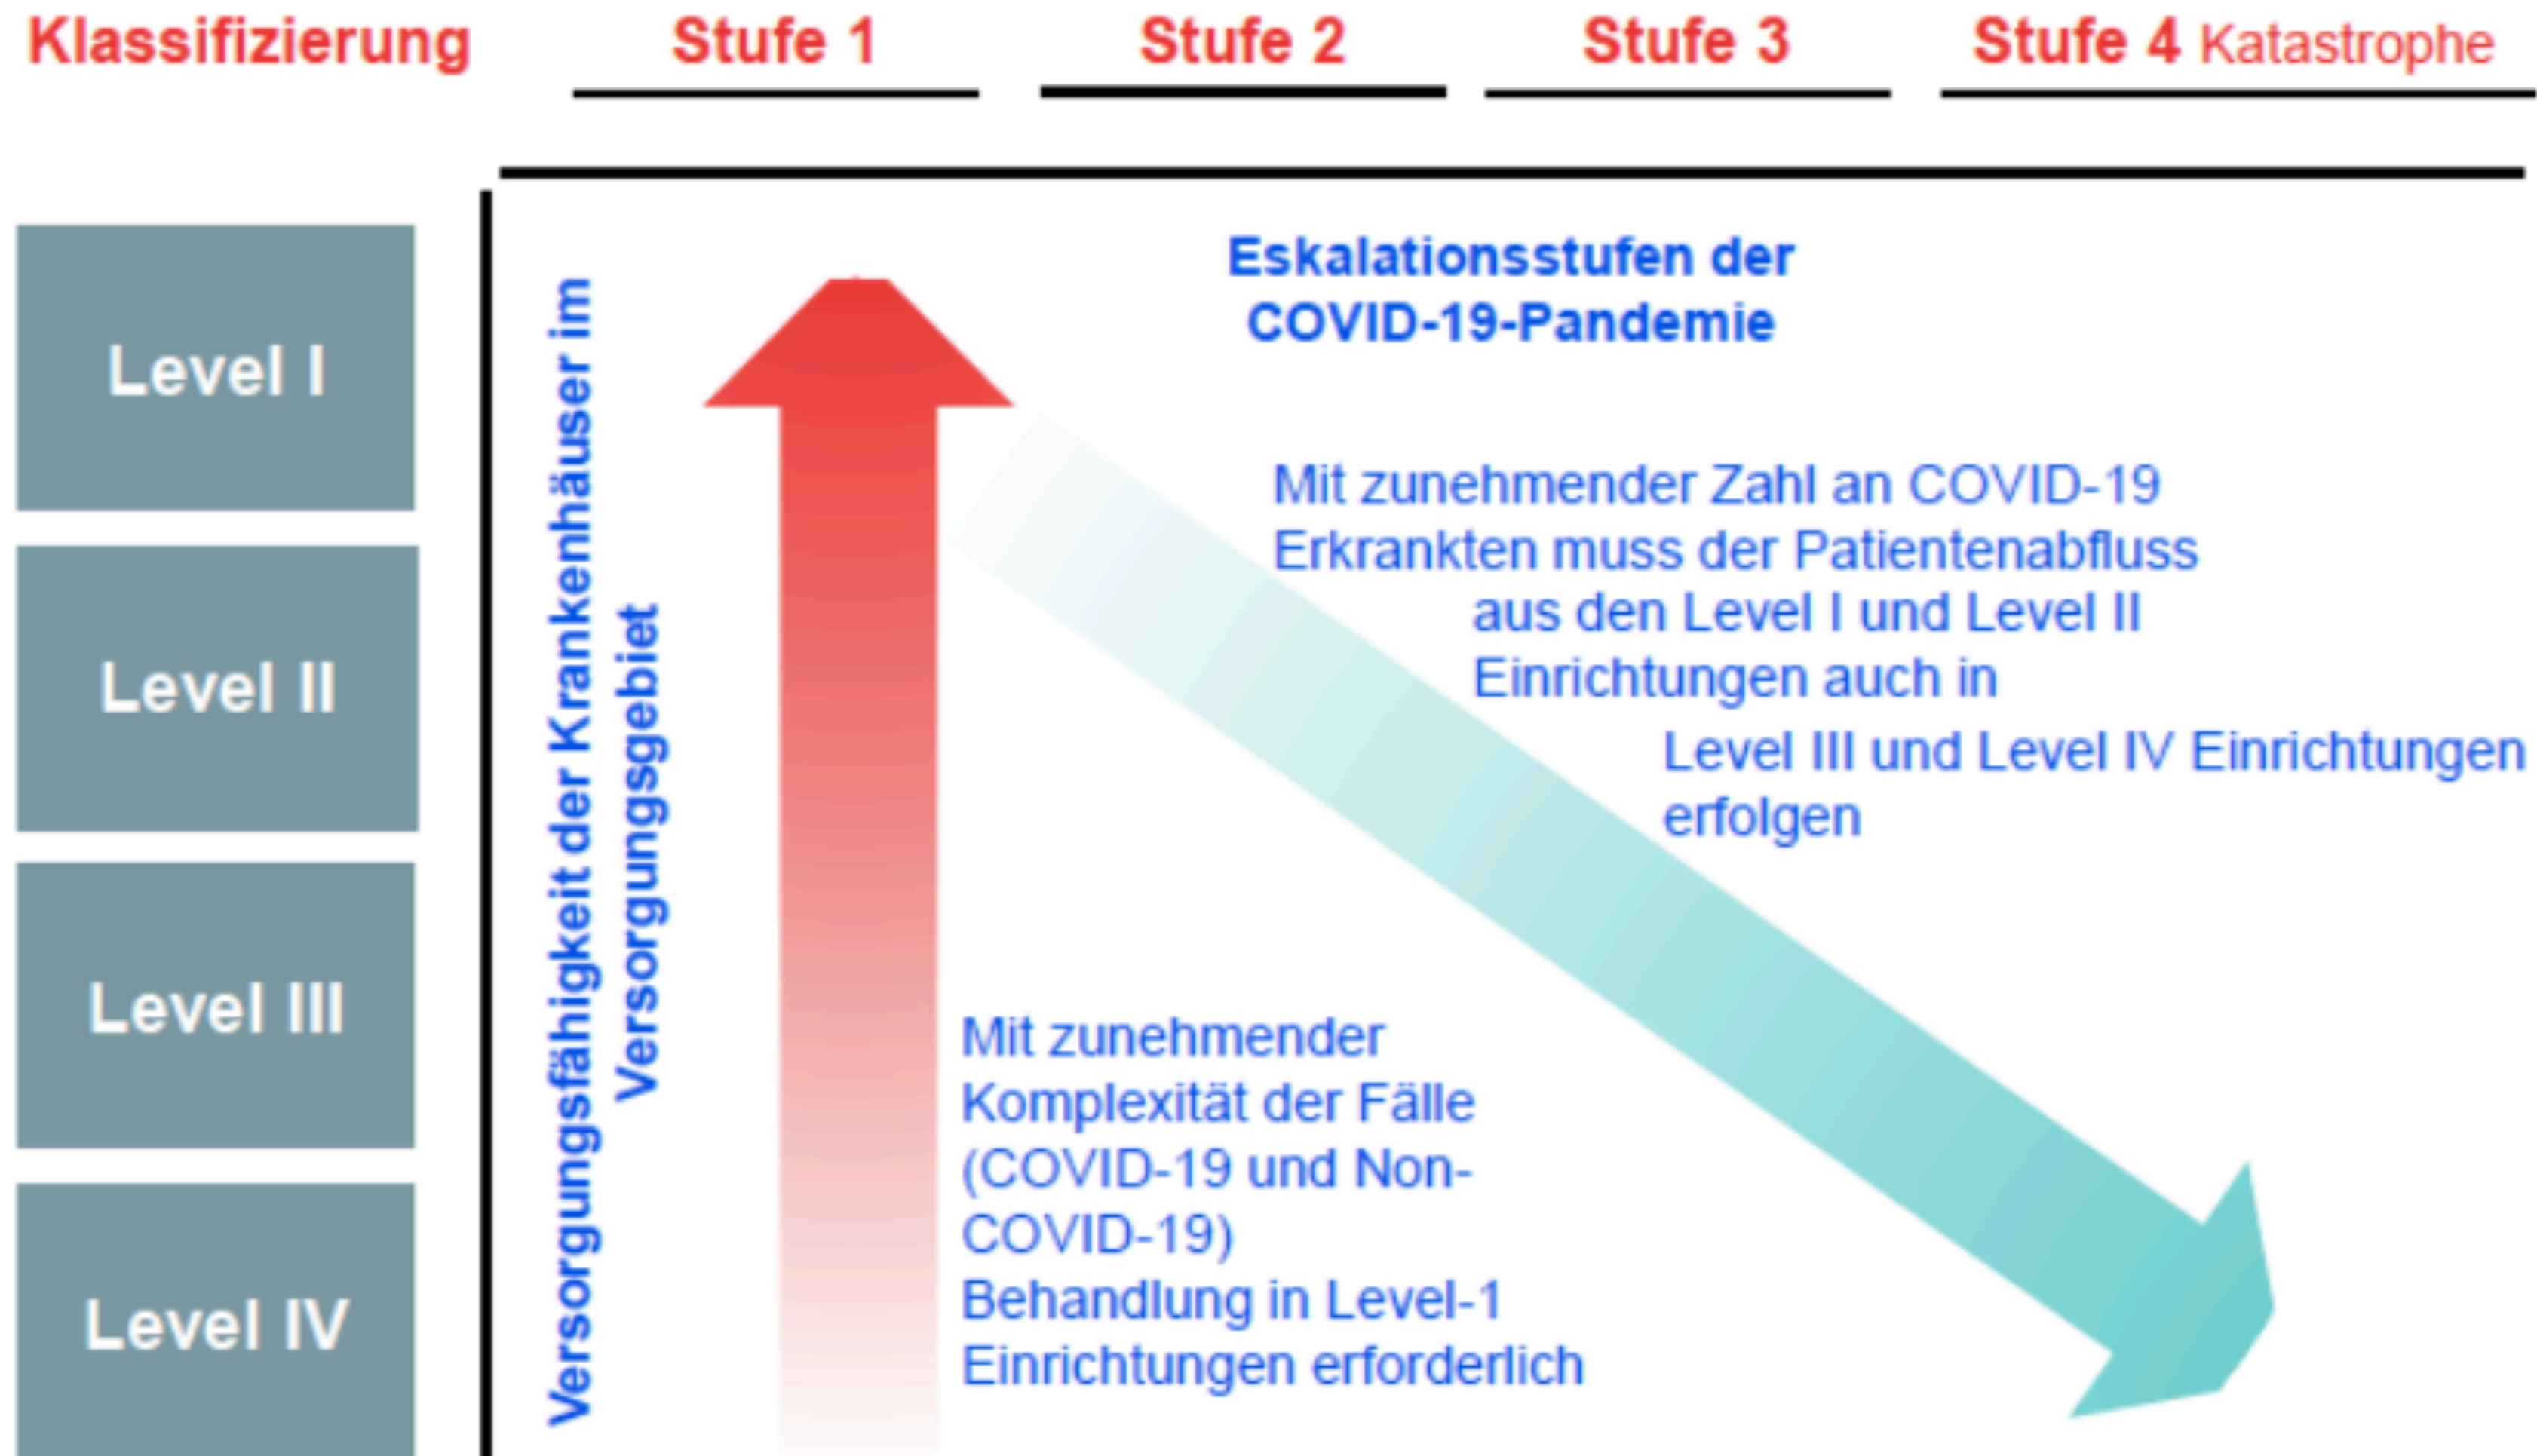 Klassifizierung Stufe 1 Stufe 2 Stufe 3 Stufe 4 Katastrophe
Level I
Level II
Level III
Level IV
Versorgungsfähigkeit der Krankenhäuser im
Versorgungsgebiet
Eskalationsstufen der
COVID-19-Pandemie
Mit zunehmender Zahl an COVID-19
Erkrankten muss der Patientenabfluss
aus den Level I und Level II
Einrichtungen auch in
Level III und Level IV Einrichtungen
erfolgen
Mit zunehmender
Komplexität der Fälle
(COVID-19 und Non-
COVID-19)
Behandlung in Level-1
Einrichtungen erforderlich